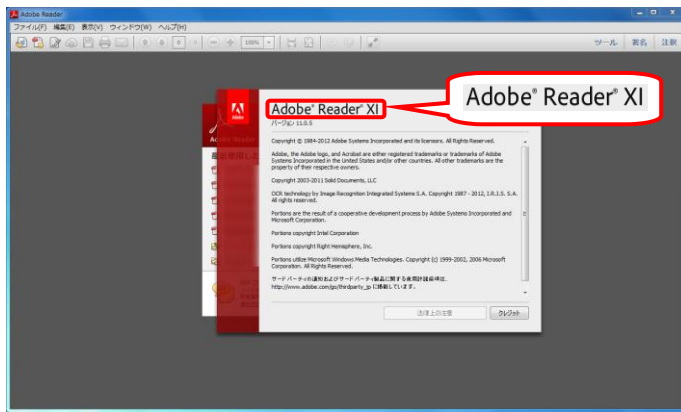 Adobe Reader
ファイル(F) 編集(E) 表示(V) ウィンドウ(W) ヘルプ(H)
100%
ツール 署名 注釈
Adobe® Reader® XI
Adobe
Adobe® Reader® XI
バージョン 11.0.5
Copyright © 1984-2012 Adobe Systems Incorporated and its licensors. All Rights Reserved.
Adobe, the Adobe logo, and Acrobat are either registered trademarks or trademarks of Adobe
Systems Incorporated in the United States and/or other countries. All other trademarks are the
property of their respective owners.
Copyright 2003-2011 Solid Documents, LLC
OCR technology by Image Recognition Integrated Systems S.A. Copyright 1987 - 2012, I.R.I.S. S.A.
All rights reserved.
Portions are the result of a cooperative development process by Adobe Systems Incorporated and
Microsoft Corporation.
Portions copyright Intel Corporation
Portions copyright Right Hemisphere, Inc.
Portions utilize Microsoft Windows Media Technologies. Copyright (c) 1999-2002, 2006 Microsoft
Corporation. All Rights Reserved.
サードパーティの通知およびサードパーティ製品に関する使用許諾条項は、
http://www.adobe.com/go/thirdparty_jp に掲載しています。
法律上の注意 クレジット